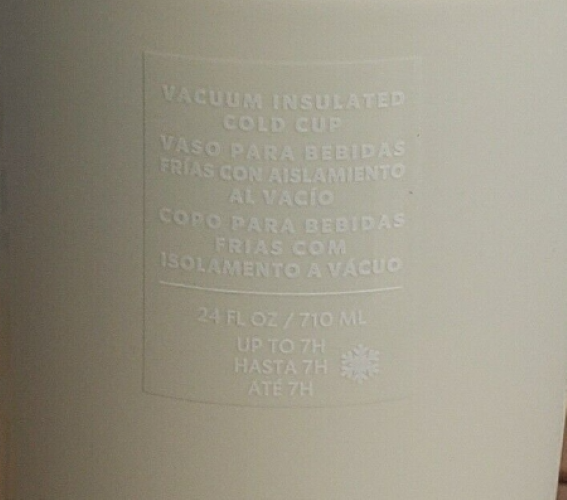 VACUUM INSULATED
COLD CUP
VASO PARA BEBIDAS
FRÍAS CON AISLAMIENTO
AL VACÍO
COPO PARA BEBIDAS
FRIAS COM
ISOLAMENTO A VÁCUO
24 FL OZ / 710 ML
UP TO 7H
HASTA 7H
ATÉ 7H